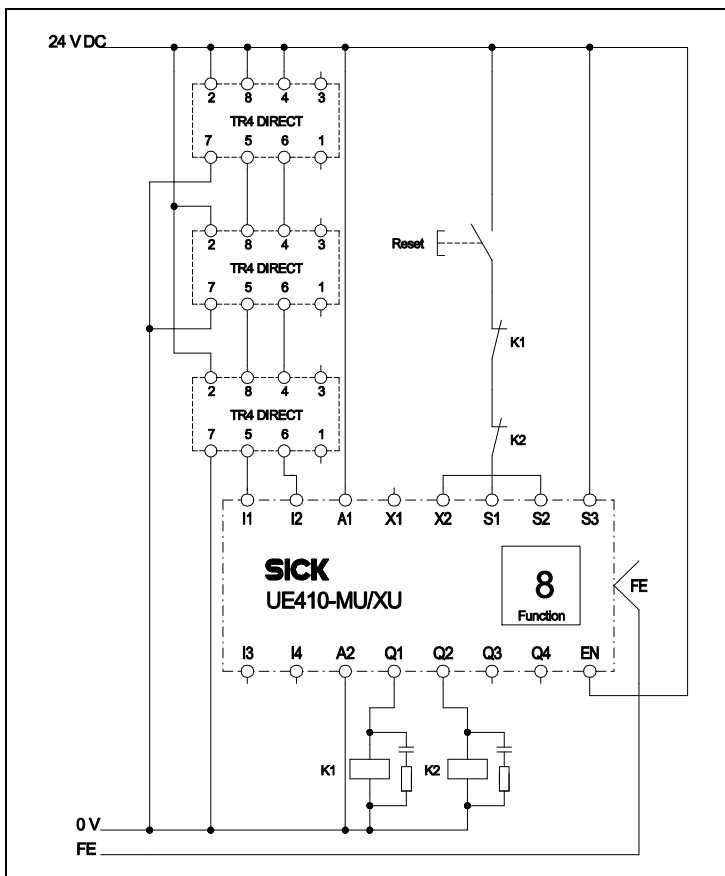 24 V DC
2 8 4 3
TR4 DIRECT
7 5 6 1
2 8 4 3
TR4 DIRECT
7 5 6 1
Reset
K1
2 8 4 3
TR4 DIRECT
7 5 6 1
K2
I1 I2 A1 X1 X2 S1 S2 S3
SICK
UE410-MU/XU
8
Function
FE
I3 I4 A2 Q1 Q2 Q3 Q4 EN
K1 K2
0 V
FE